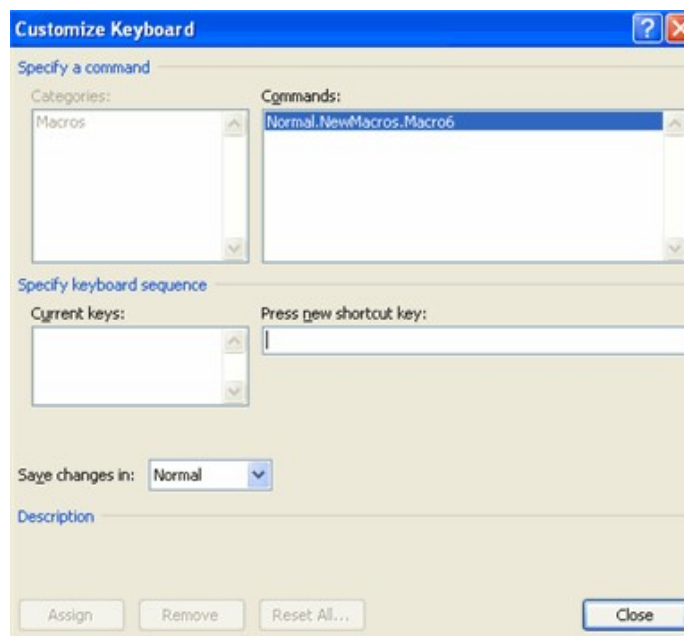 Customize Keyboard
Specify a command
Categories:
Commands:
Macros
Normal.NewMacros.Macro6
Specify keyboard sequence
Current keys:
Press new shortcut key:
Save changes in:
Normal
Description
Assign
Remove
Reset All...
Close